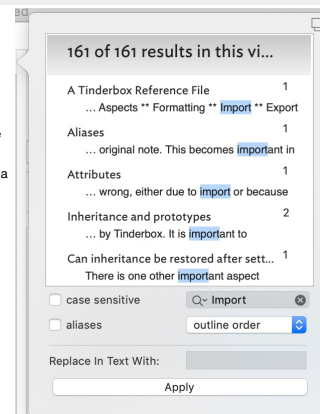 ed
161 of 161 results in this vi...
A Tinderbox Reference File 1
... Aspects ** Formatting ** Import ** Export
Aliases 1
... original note. This becomes important in
a
Attributes 1
... wrong, either due to import or because
Inheritance and prototypes 2
... by Tinderbox. It is important to
Can inheritance be restored after sett... 1
There is one other important aspect
case sensitive Import
aliases outline order
Replace In Text With:
Apply